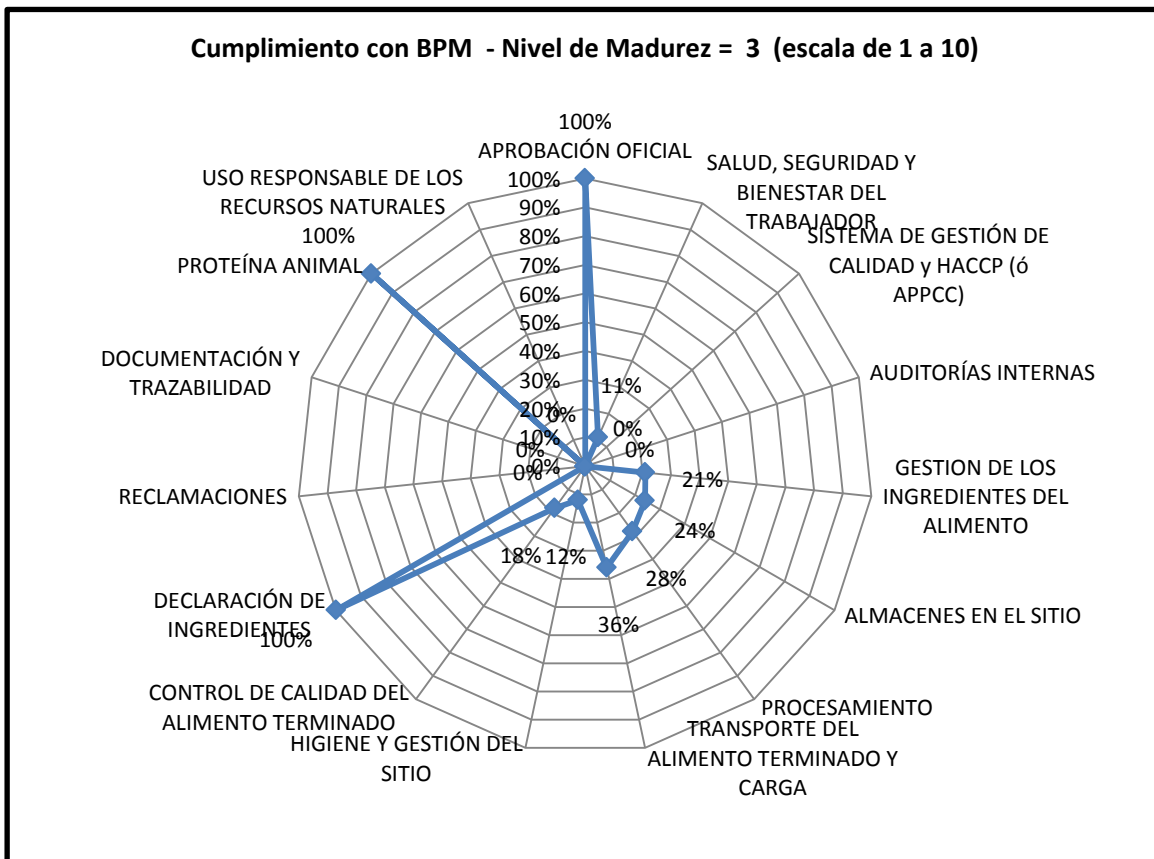 Cumplimiento con BPM  - Nivel de Madurez =  3  (escala de 1 a 10)
100%
APROBACIÓN OFICIAL
SALUD, SEGURIDAD Y
BIENESTAR DEL
TRABAJADOR
SISTEMA DE GESTIÓN DE
CALIDAD y HACCP (ó
APPCC)
AUDITORÍAS INTERNAS
GESTION DE LOS
INGREDIENTES DEL
ALIMENTO
ALMACENES EN EL SITIO
PROCESAMIENTO
TRANSPORTE DEL
ALIMENTO TERMINADO Y
CARGA
HIGIENE Y GESTIÓN DEL
SITIO
CONTROL DE CALIDAD DEL
ALIMENTO TERMINADO
DECLARACIÓN DE
INGREDIENTES
100%
RECLAMACIONES
DOCUMENTACIÓN Y
TRAZABILIDAD
100%
PROTEÍNA ANIMAL
USO RESPONSABLE DE LOS
RECURSOS NATURALES
100%
90%
80%
70%
60%
50%
40%
30%
20%
10%
0%
11%
0%
0%
21%
24%
28%
36%
12%
18%
0%
0%
0%